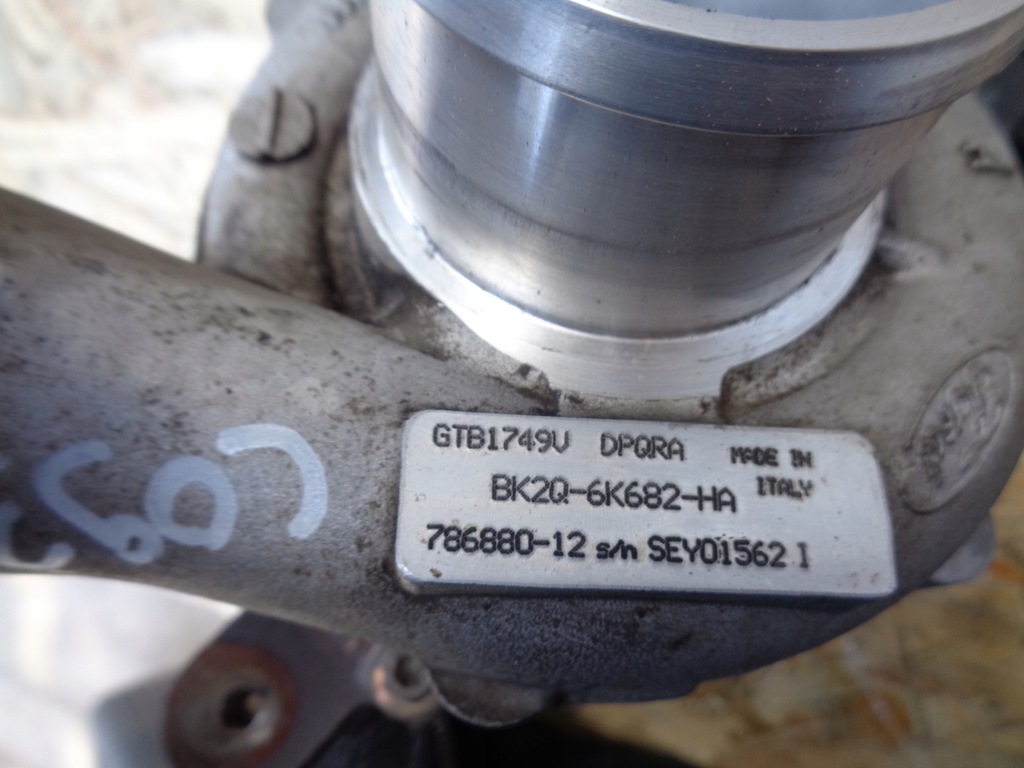 GTB1749V DPQRA MADE IN
BK2Q-6K682-HA ITALY
786880-12 s/n SEY01562 I